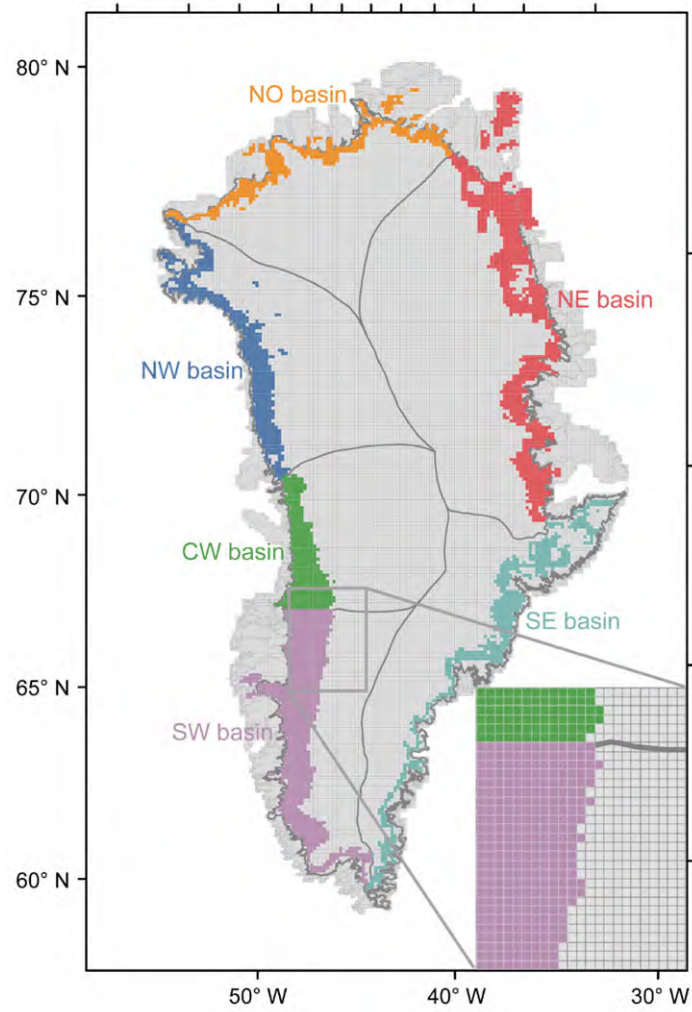 80° N
NO basin
75° N
NE basin
NW basin
70° N
CW basin
SE basin
65° N
SW basin
60° N
50° W
40° W
30° W